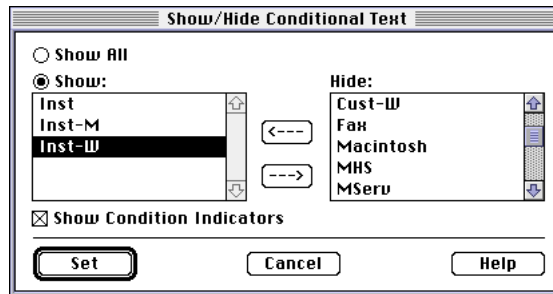 Show/Hide Conditional Text
Show All
Show:
Inst
Inst-M
Inst-W
<---
--->
Hide:
Cust-W
Fax
Macintosh
MHS
MServ
Show Condition Indicators
Set
Cancel
Help